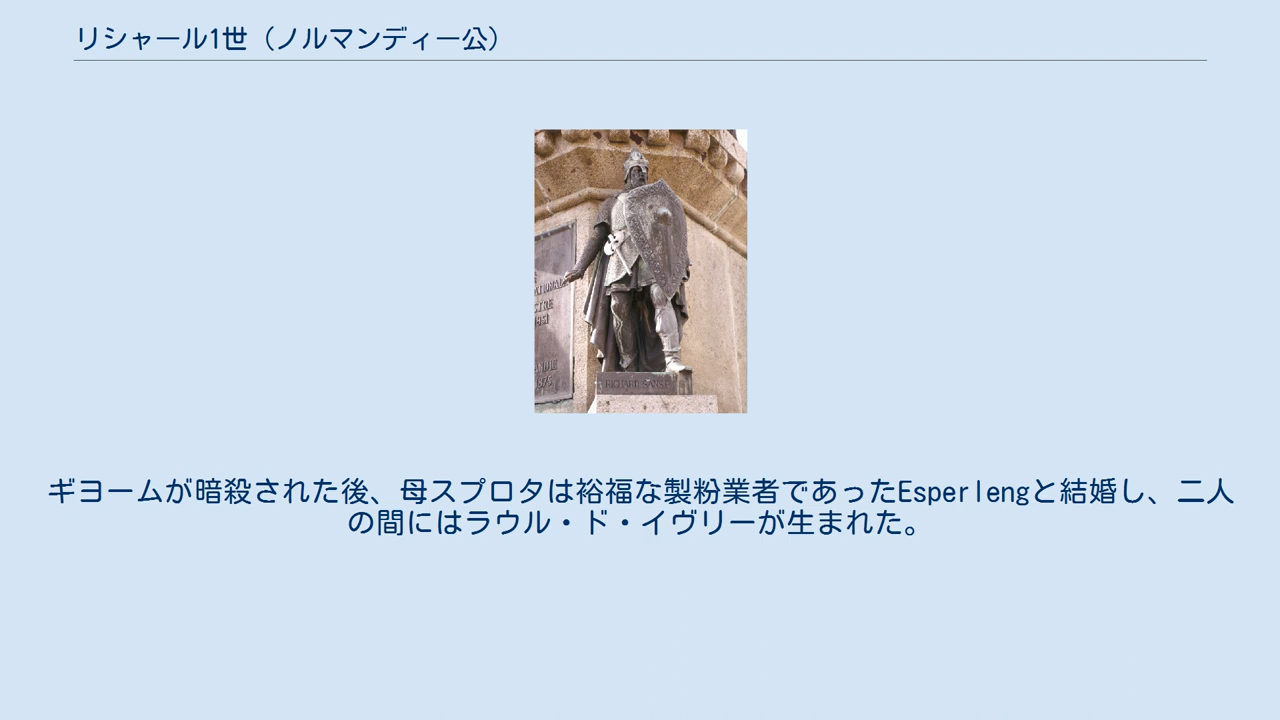 リシャール1世（ノルマンディー公）
RICHARD SANS
ギヨームが暗殺された後、母スプロタは裕福な製粉業者であったEsperlengと結婚し、二人
の間にはラウル・ド・イヴリーが生まれた。